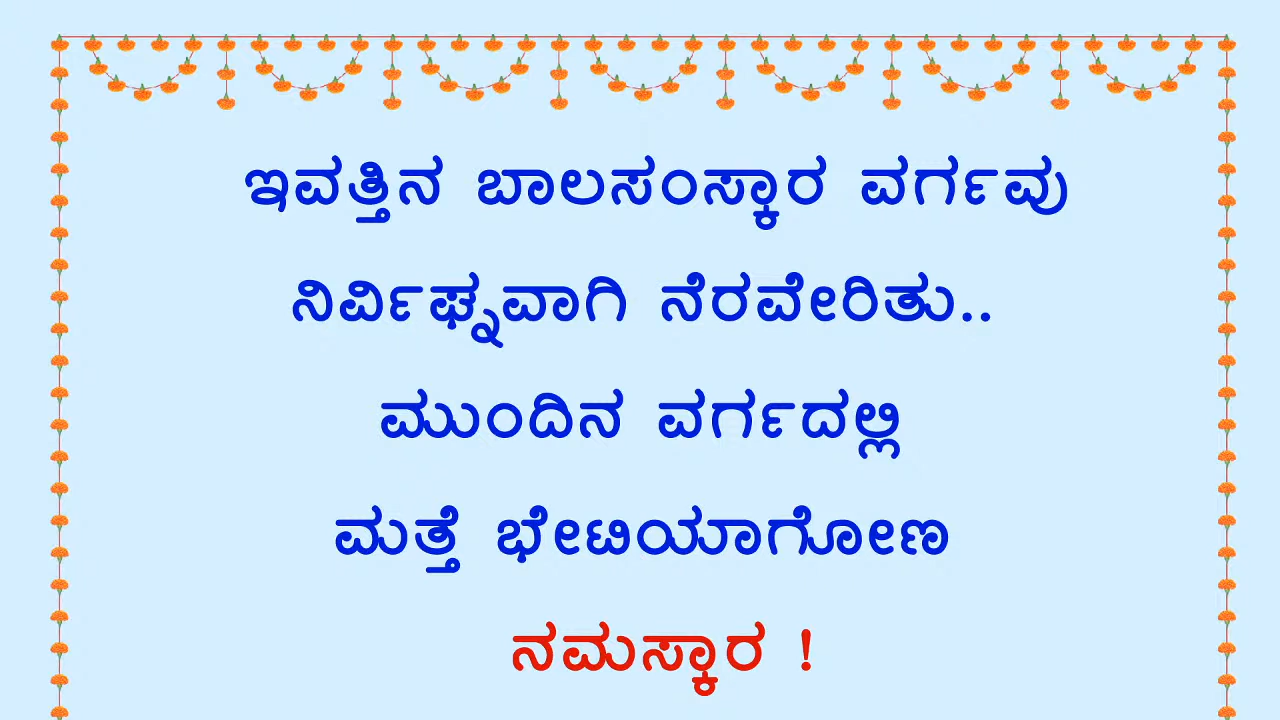 ಇವತ್ತಿನ ಬಾಲಸಂಸ್ಕಾರ ವರ್ಗವು
ನಿರ್ವಿಘ್ನವಾಗಿ ನೆರವೇರಿತು..
ಮುಂದಿನ ವರ್ಗದಲ್ಲಿ
ಮತ್ತೆ ಭೇಟಿಯಾಗೋಣ
ನಮಸ್ಕಾರ !